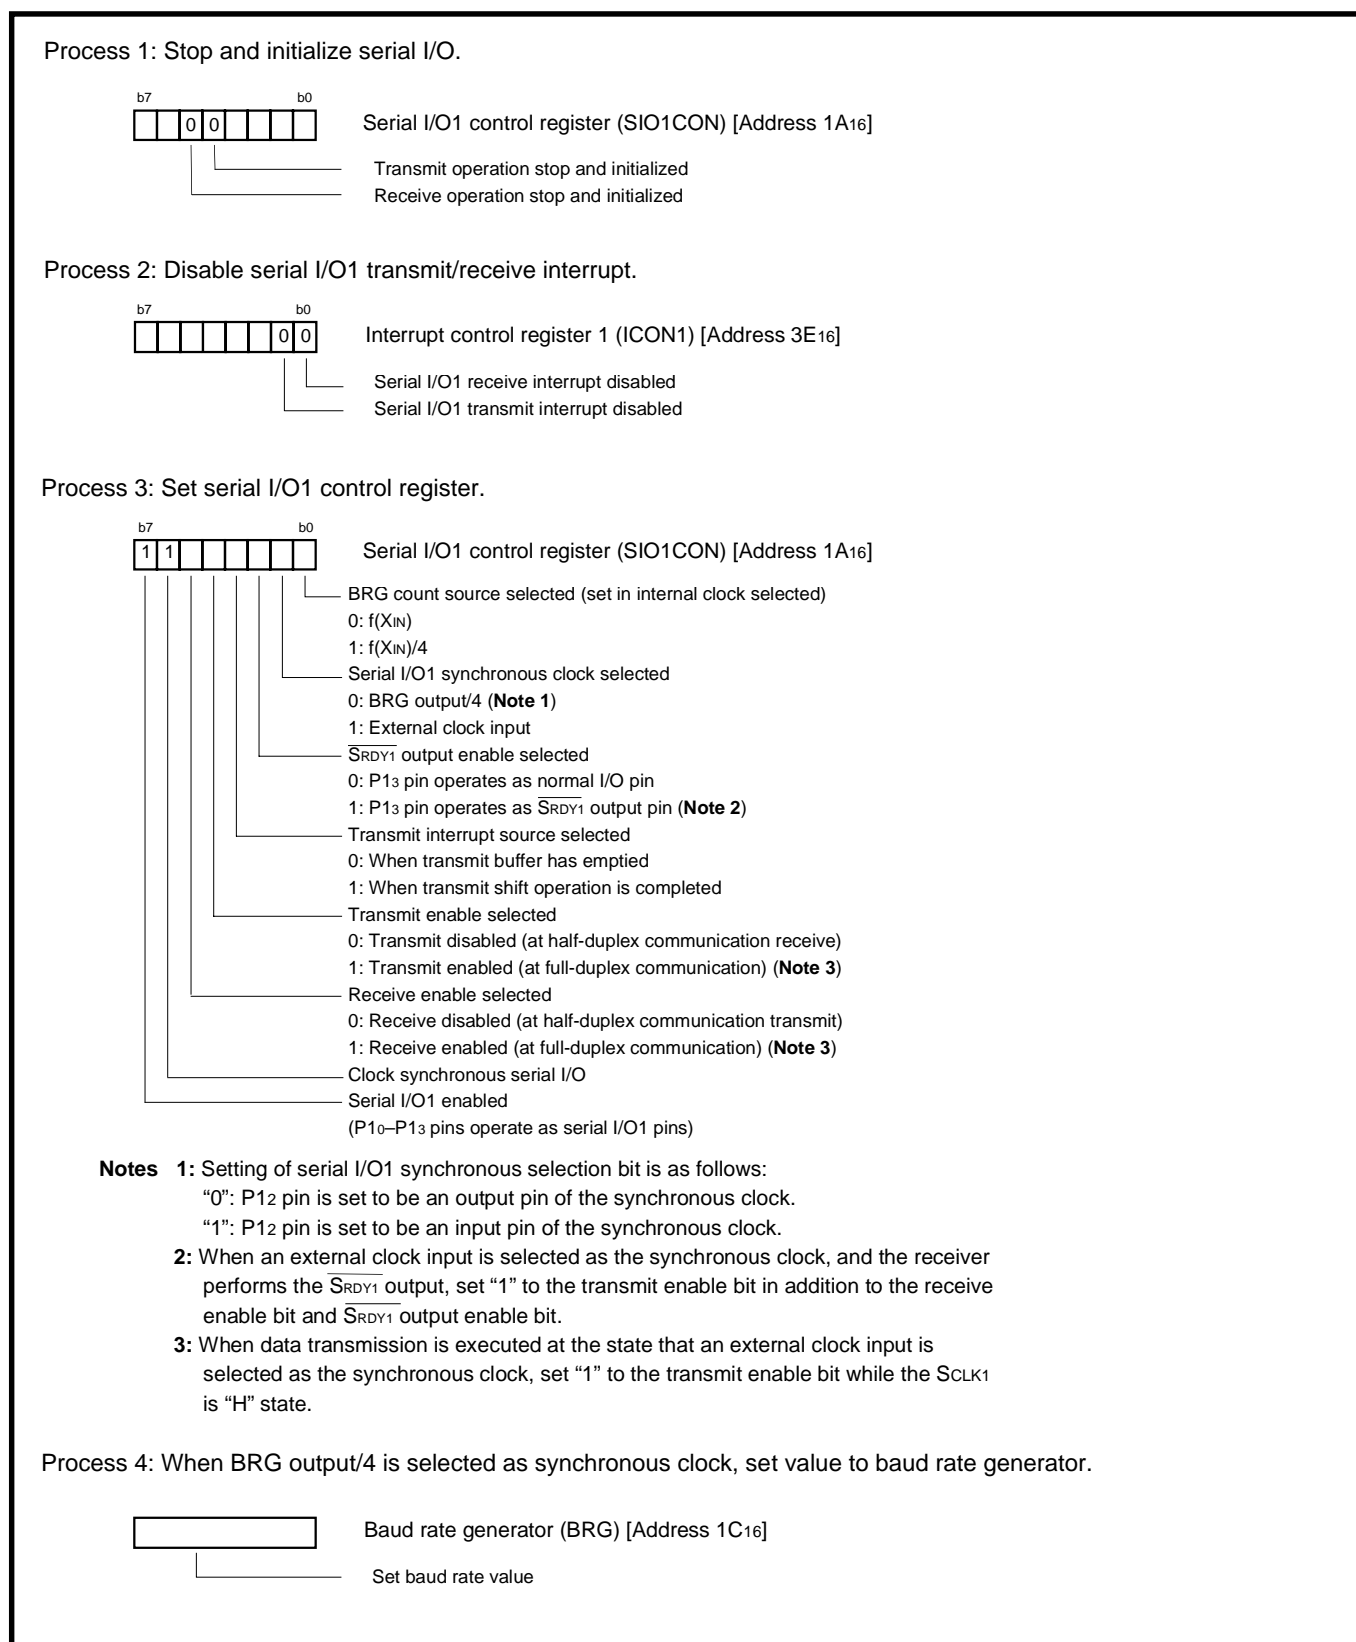 Process 1: Stop and initialize serial I/O.
b7 b0
0 0
Serial I/O1 control register (SIO1CON) [Address 1A16]
Transmit operation stop and initialized
Receive operation stop and initialized
Process 2: Disable serial I/O1 transmit/receive interrupt.
b7 b0
0 0
Interrupt control register 1 (ICON1) [Address 3E16]
Serial I/O1 receive interrupt disabled
Serial I/O1 transmit interrupt disabled
Process 3: Set serial I/O1 control register.
b7 b0
1 1
Serial I/O1 control register (SIO1CON) [Address 1A16]
BRG count source selected (set in internal clock selected)
0: f(XIN)
1: f(XIN)/4
Serial I/O1 synchronous clock selected
0: BRG output/4 (Note 1)
1: External clock input
SRDY1 output enable selected
0: P13 pin operates as normal I/O pin
1: P13 pin operates as SRDY1 output pin (Note 2)
Transmit interrupt source selected
0: When transmit buffer has emptied
1: When transmit shift operation is completed
Transmit enable selected
0: Transmit disabled (at half-duplex communication receive)
1: Transmit enabled (at full-duplex communication) (Note 3)
Receive enable selected
0: Receive disabled (at half-duplex communication transmit)
1: Receive enabled (at full-duplex communication) (Note 3)
Clock synchronous serial I/O
Serial I/O1 enabled
(P10–P13 pins operate as serial I/O1 pins)
Notes 1: Setting of serial I/O1 synchronous selection bit is as follows:
“0”: P12 pin is set to be an output pin of the synchronous clock.
“1”: P12 pin is set to be an input pin of the synchronous clock.
2: When an external clock input is selected as the synchronous clock, and the receiver
performs the SRDY1 output, set “1” to the transmit enable bit in addition to the receive
enable bit and SRDY1 output enable bit.
3: When data transmission is executed at the state that an external clock input is
selected as the synchronous clock, set “1” to the transmit enable bit while the SCLK1
is “H” state.
Process 4: When BRG output/4 is selected as synchronous clock, set value to baud rate generator.
Baud rate generator (BRG) [Address 1C16]
Set baud rate value